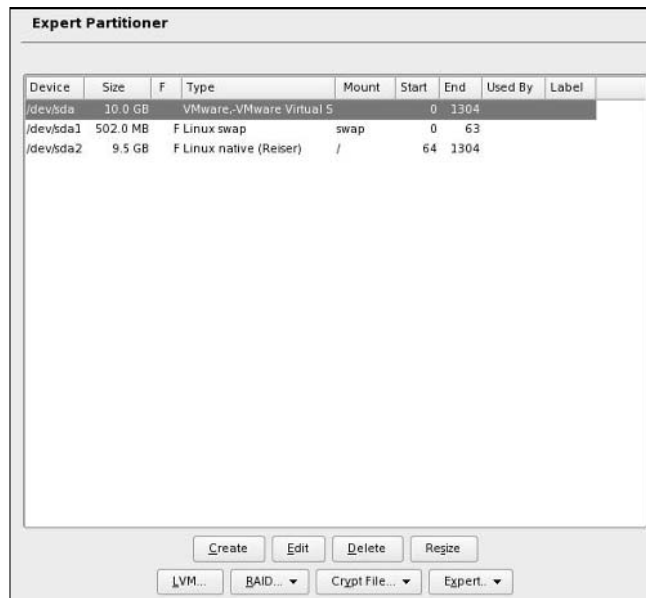 Expert Partitioner
Device Size F Type Mount Start End Used By Label
/dev/sda 10.0 GB VMware,-VMware Virtual S 0 1304
/dev/sda1 502.0 MB F Linux swap swap 0 63
/dev/sda2 9.5 GB F Linux native (Reiser) / 64 1304
Create Edit Delete Resize
LVM... RAID... Crypt File... Expert..